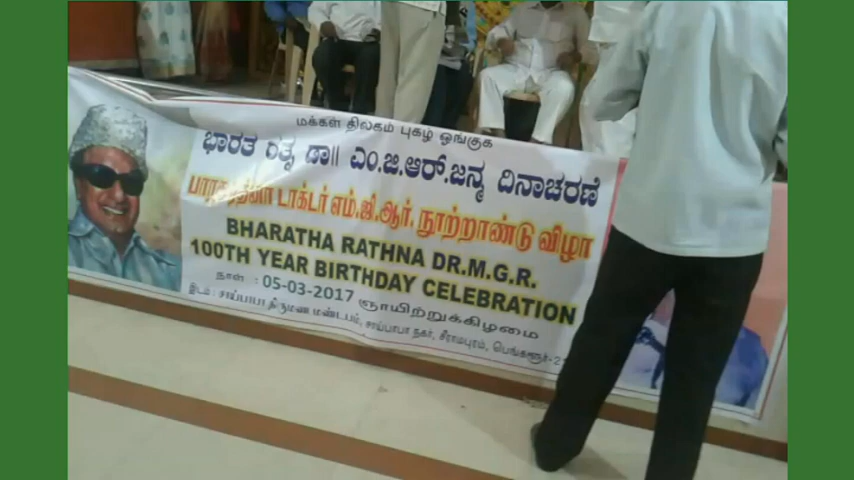 மக்கள் திலகம் புகழ் ஓங்குக
ಭಾರತ ರತ್ನ ಡಾ॥ ಎಂ.ಜಿ.ಆರ್.ಜನ್ಮ ದಿನಾಚರಣೆ
டாக்டர் எம்.ஜி.ஆர். நூற்றாண்டு விழா
BHARATHA RATHNA DR.M.G.R.
100TH YEAR BIRTHDAY CELEBRATION
நாள் : 05-03-2017 ஞாயிற்றுக்கிழமை
இடம் : சாய்பாபா திருமண மண்டபம், சாய்பாபா நகர், சீராமபுரம், பெங்களூர்-2